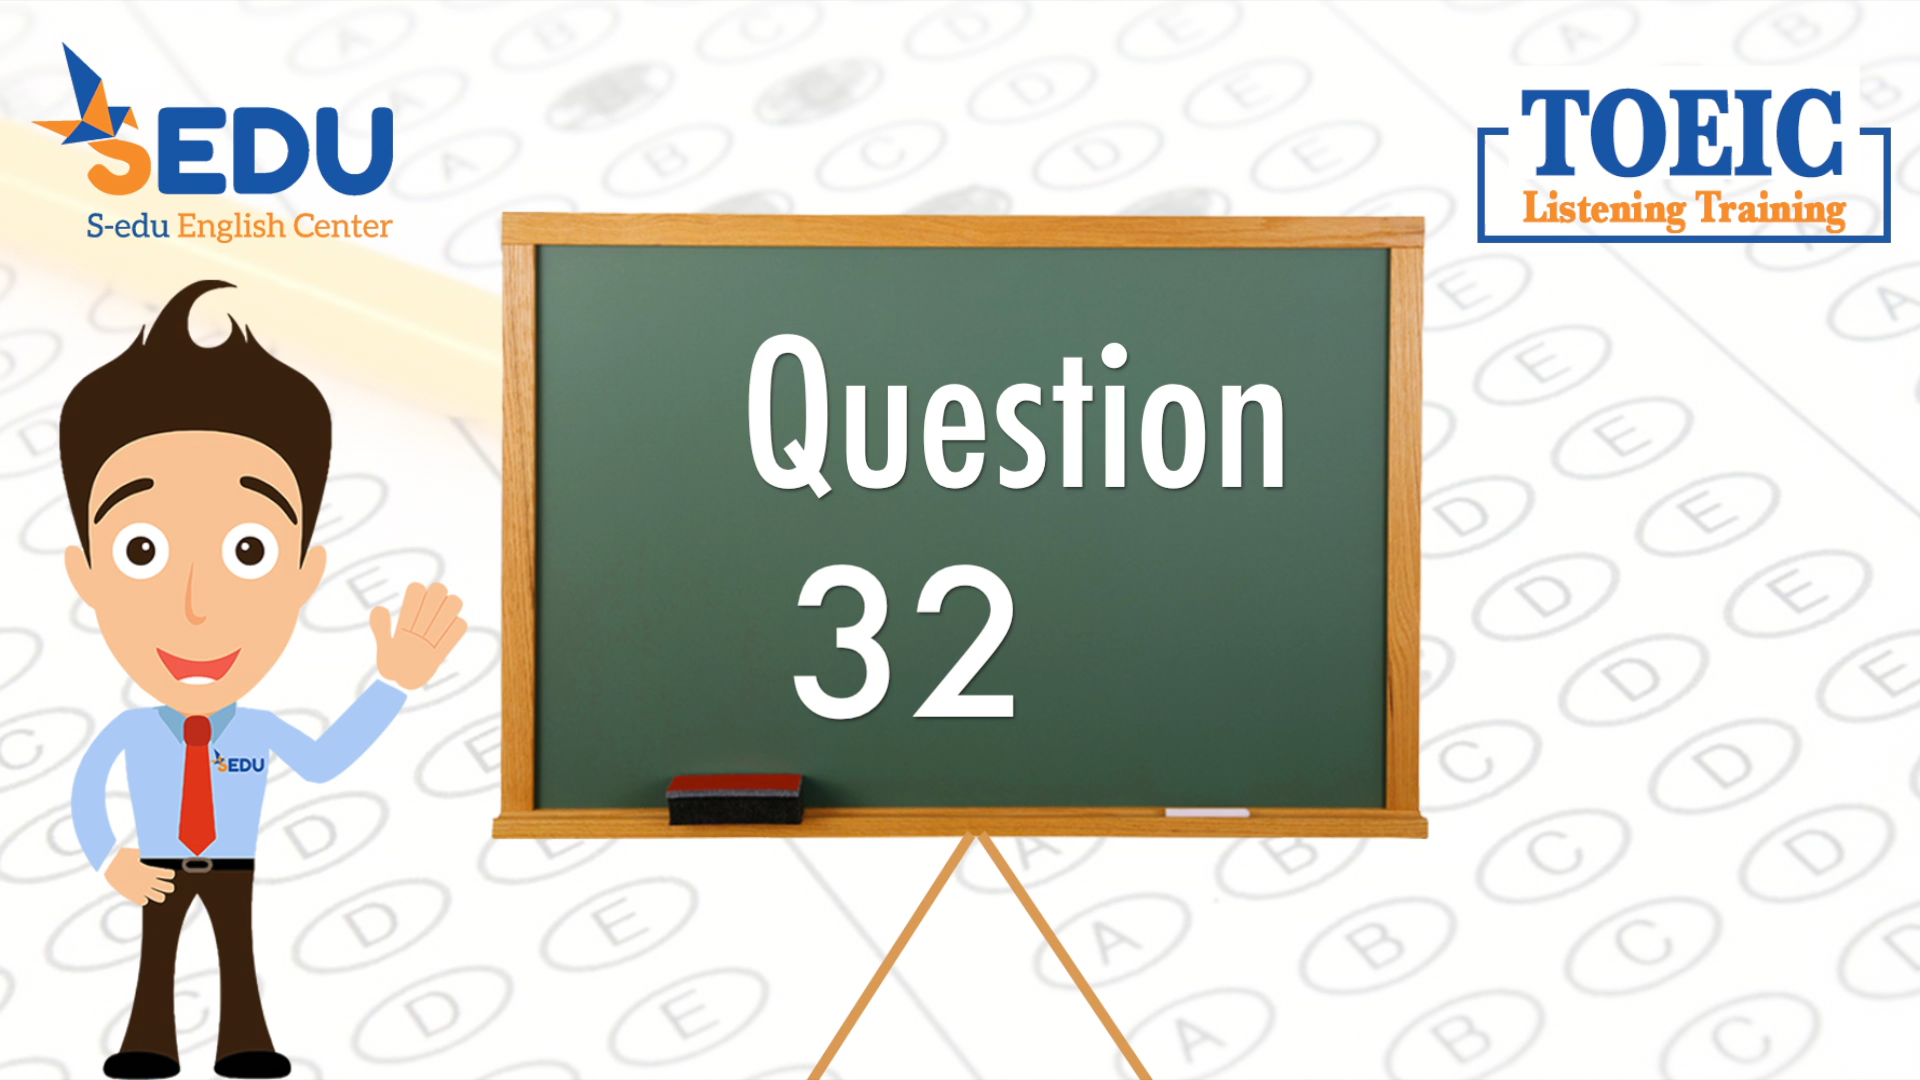 SEDU
S-edu English Center
TOEIC
Listening Training
Question
32
SEDU